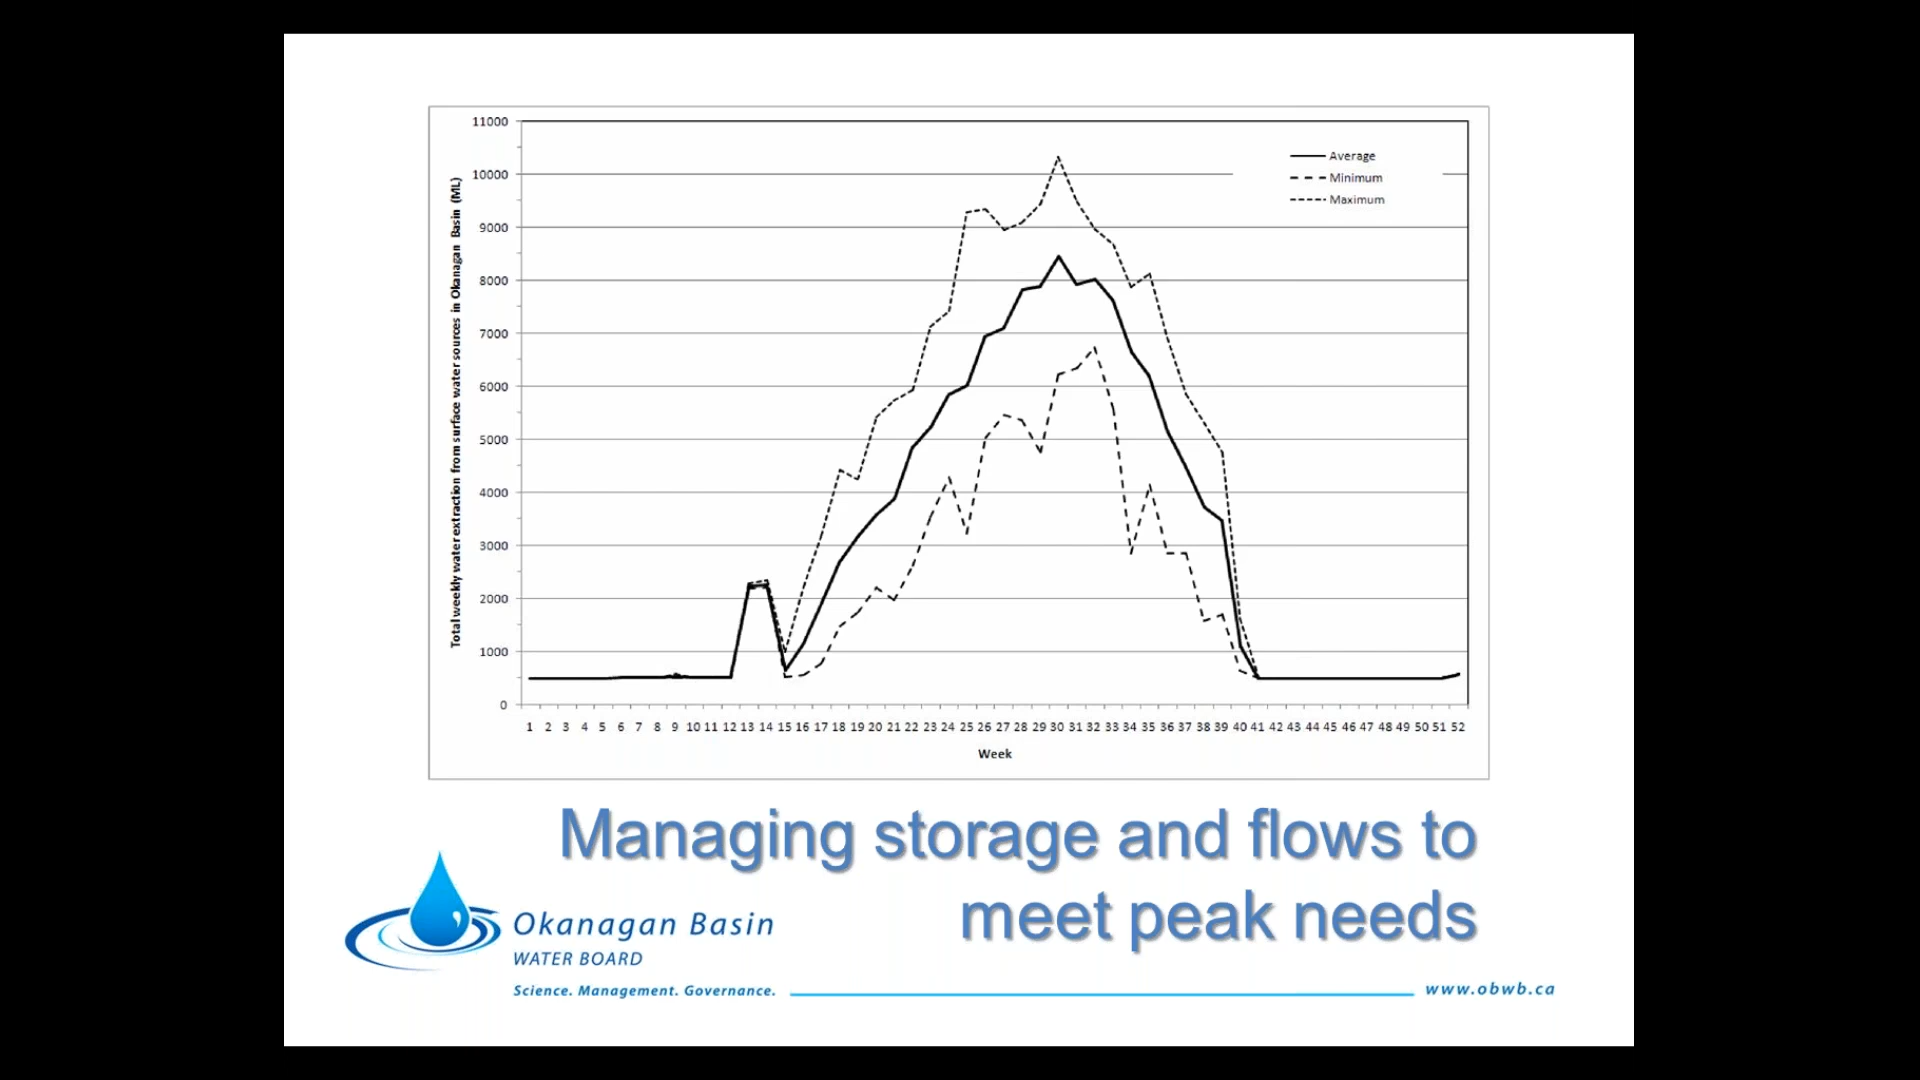 Total weekly water extraction from surface water sources in Okanagan Basin (ML)
11000
10000
9000
8000
7000
6000
5000
4000
3000
2000
1000
0
Average
Minimum
Maximum
1 2 3 4 5 6 7 8 9 10 11 12 13 14 15 16 17 18 19 20 21 22 23 24 25 26 27 28 29 30 31 32 33 34 35 36 37 38 39 40 41 42 43 44 45 46 47 48 49 50 51 52
Week
Managing storage and flows to
meet peak needs
Okanagan Basin
WATER BOARD
Science. Management. Governance.
www.obwb.ca